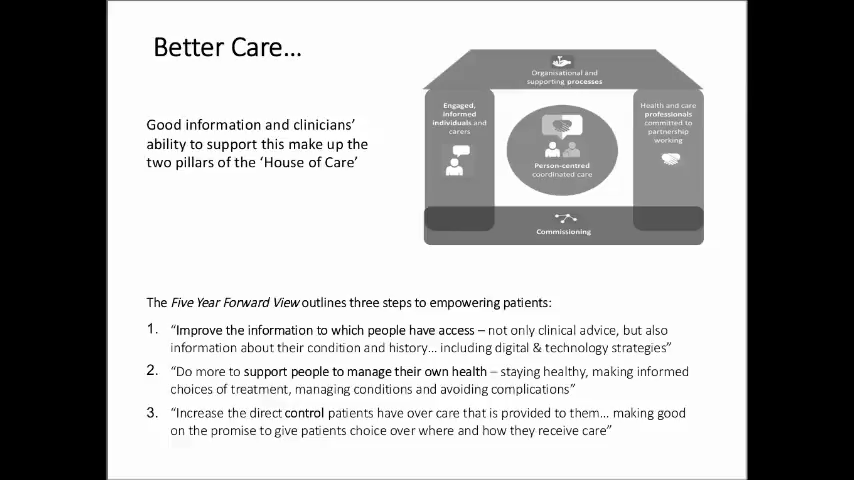 Better Care...
Good information and clinicians’
ability to support this make up the
two pillars of the ‘House of Care’
Organisational and
supporting processes
Engaged,
informed
individuals and
carers
Person-centred
coordinated care
Health and care
professionals
committed to
partnership
working
Commissioning
The Five Year Forward View outlines three steps to empowering patients:
1. “Improve the information to which people have access – not only clinical advice, but also
information about their condition and history... including digital & technology strategies”
2. “Do more to support people to manage their own health – staying healthy, making informed
choices of treatment, managing conditions and avoiding complications”
3. “Increase the direct control patients have over care that is provided to them... making good
on the promise to give patients choice over where and how they receive care”